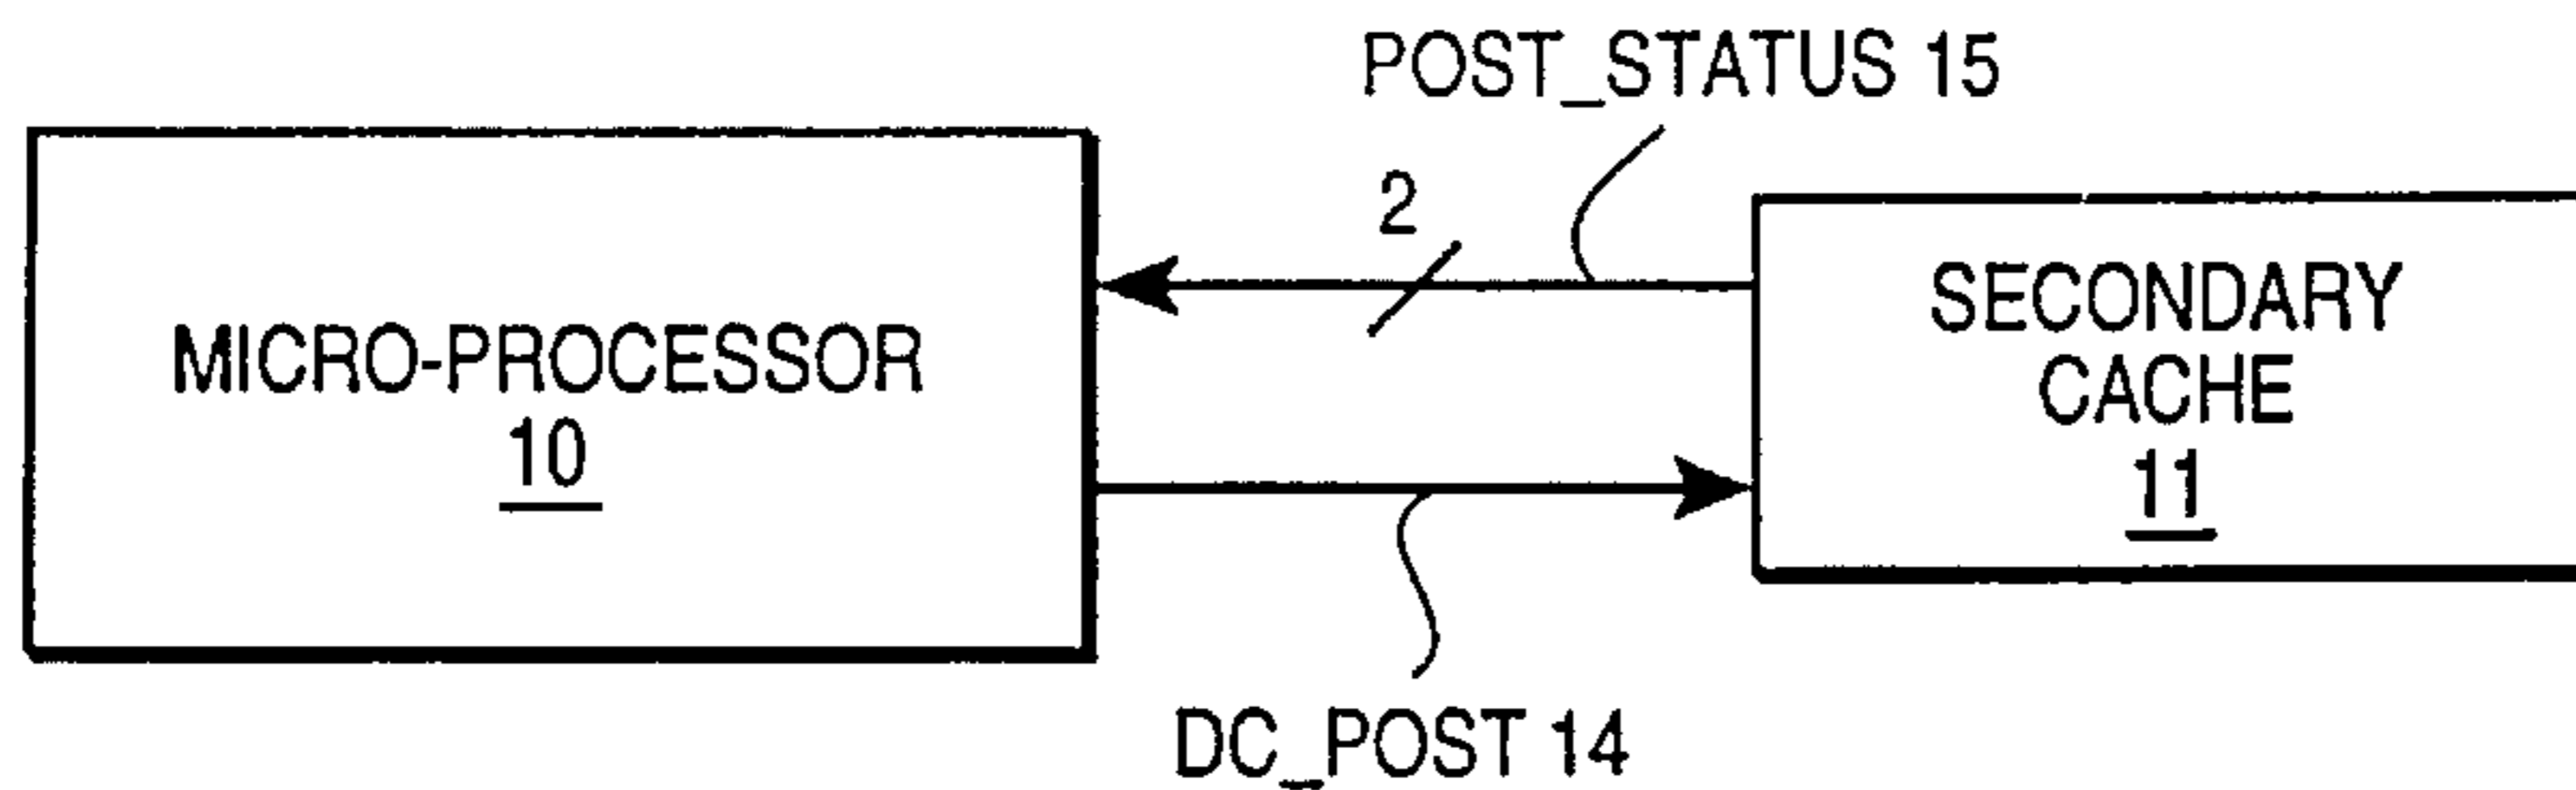 POST_STATUS 15
2
MICRO-PROCESSOR
10
SECONDARY
CACHE
11
DC_POST 14